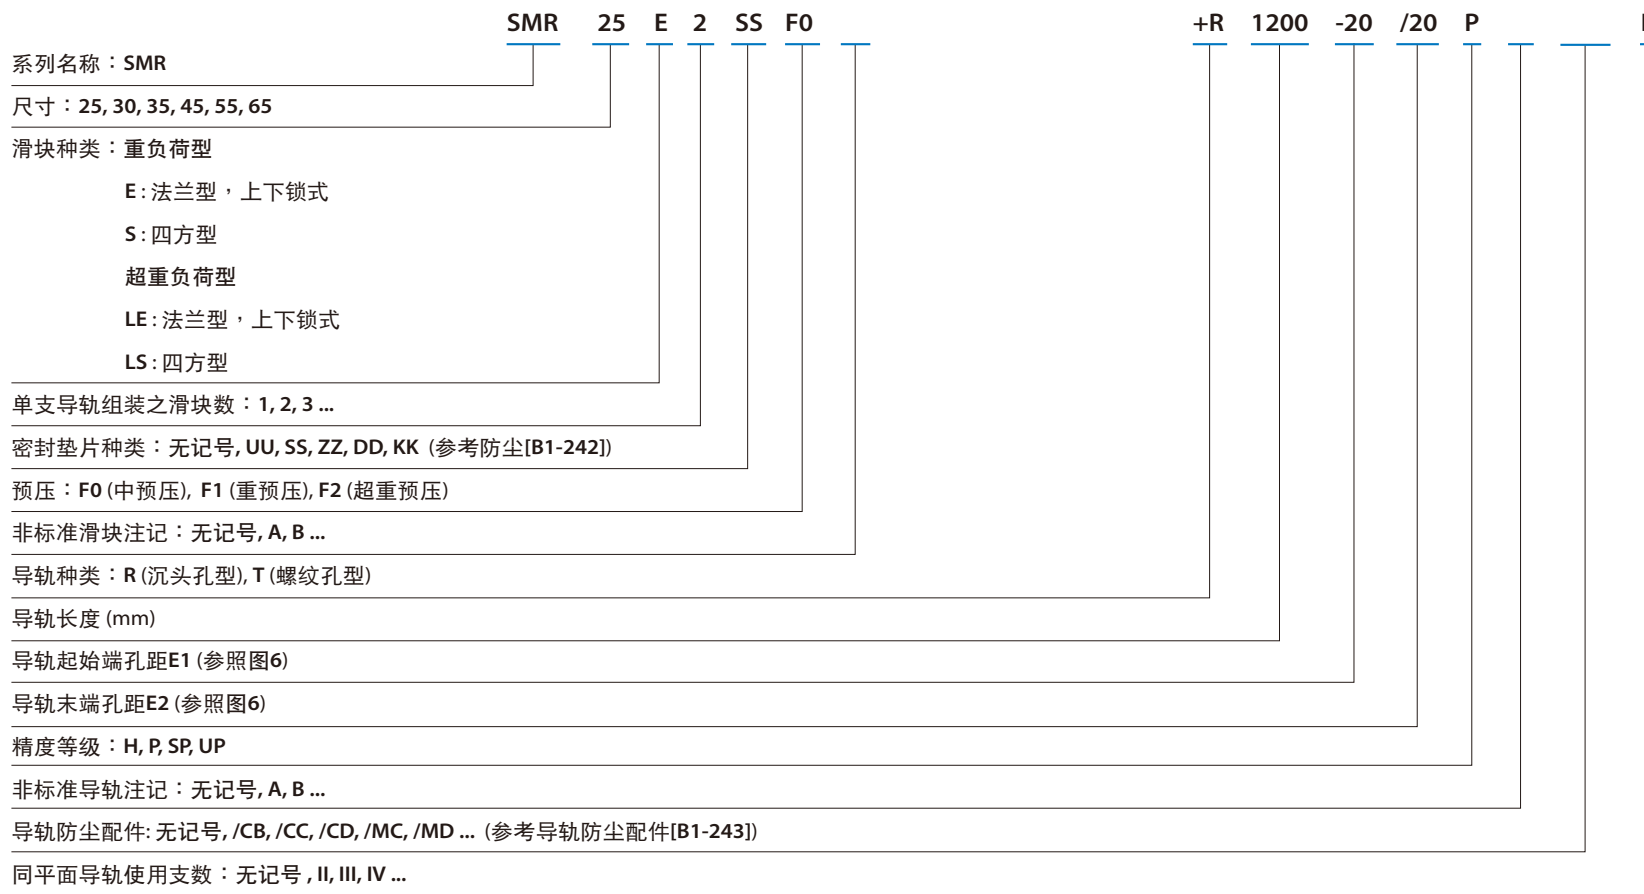 SMR 25 E 2 SS F0 +R 1200 -20 /20 P
系列名称：SMR
尺寸：25, 30, 35, 45, 55, 65
滑块种类：重负荷型
E : 法兰型，上下锁式
S : 四方型
超重负荷型
LE : 法兰型，上下锁式
LS : 四方型
单支导轨组装之滑块数：1, 2, 3 ...
密封垫片种类：无记号, UU, SS, ZZ, DD, KK (参考防尘[B1-242])
预压：F0 (中预压), F1 (重预压), F2 (超重预压)
非标准滑块注记：无记号, A, B ...
导轨种类：R (沉头孔型), T (螺纹孔型)
导轨长度 (mm)
导轨起始端孔距E1 (参照图6)
导轨末端孔距E2 (参照图6)
精度等级：H, P, SP, UP
非标准导轨注记：无记号, A, B ...
导轨防尘配件: 无记号, /CB, /CC, /CD, /MC, /MD ... (参考导轨防尘配件[B1-243])
同平面导轨使用支数：无记号 , II, III, IV ...